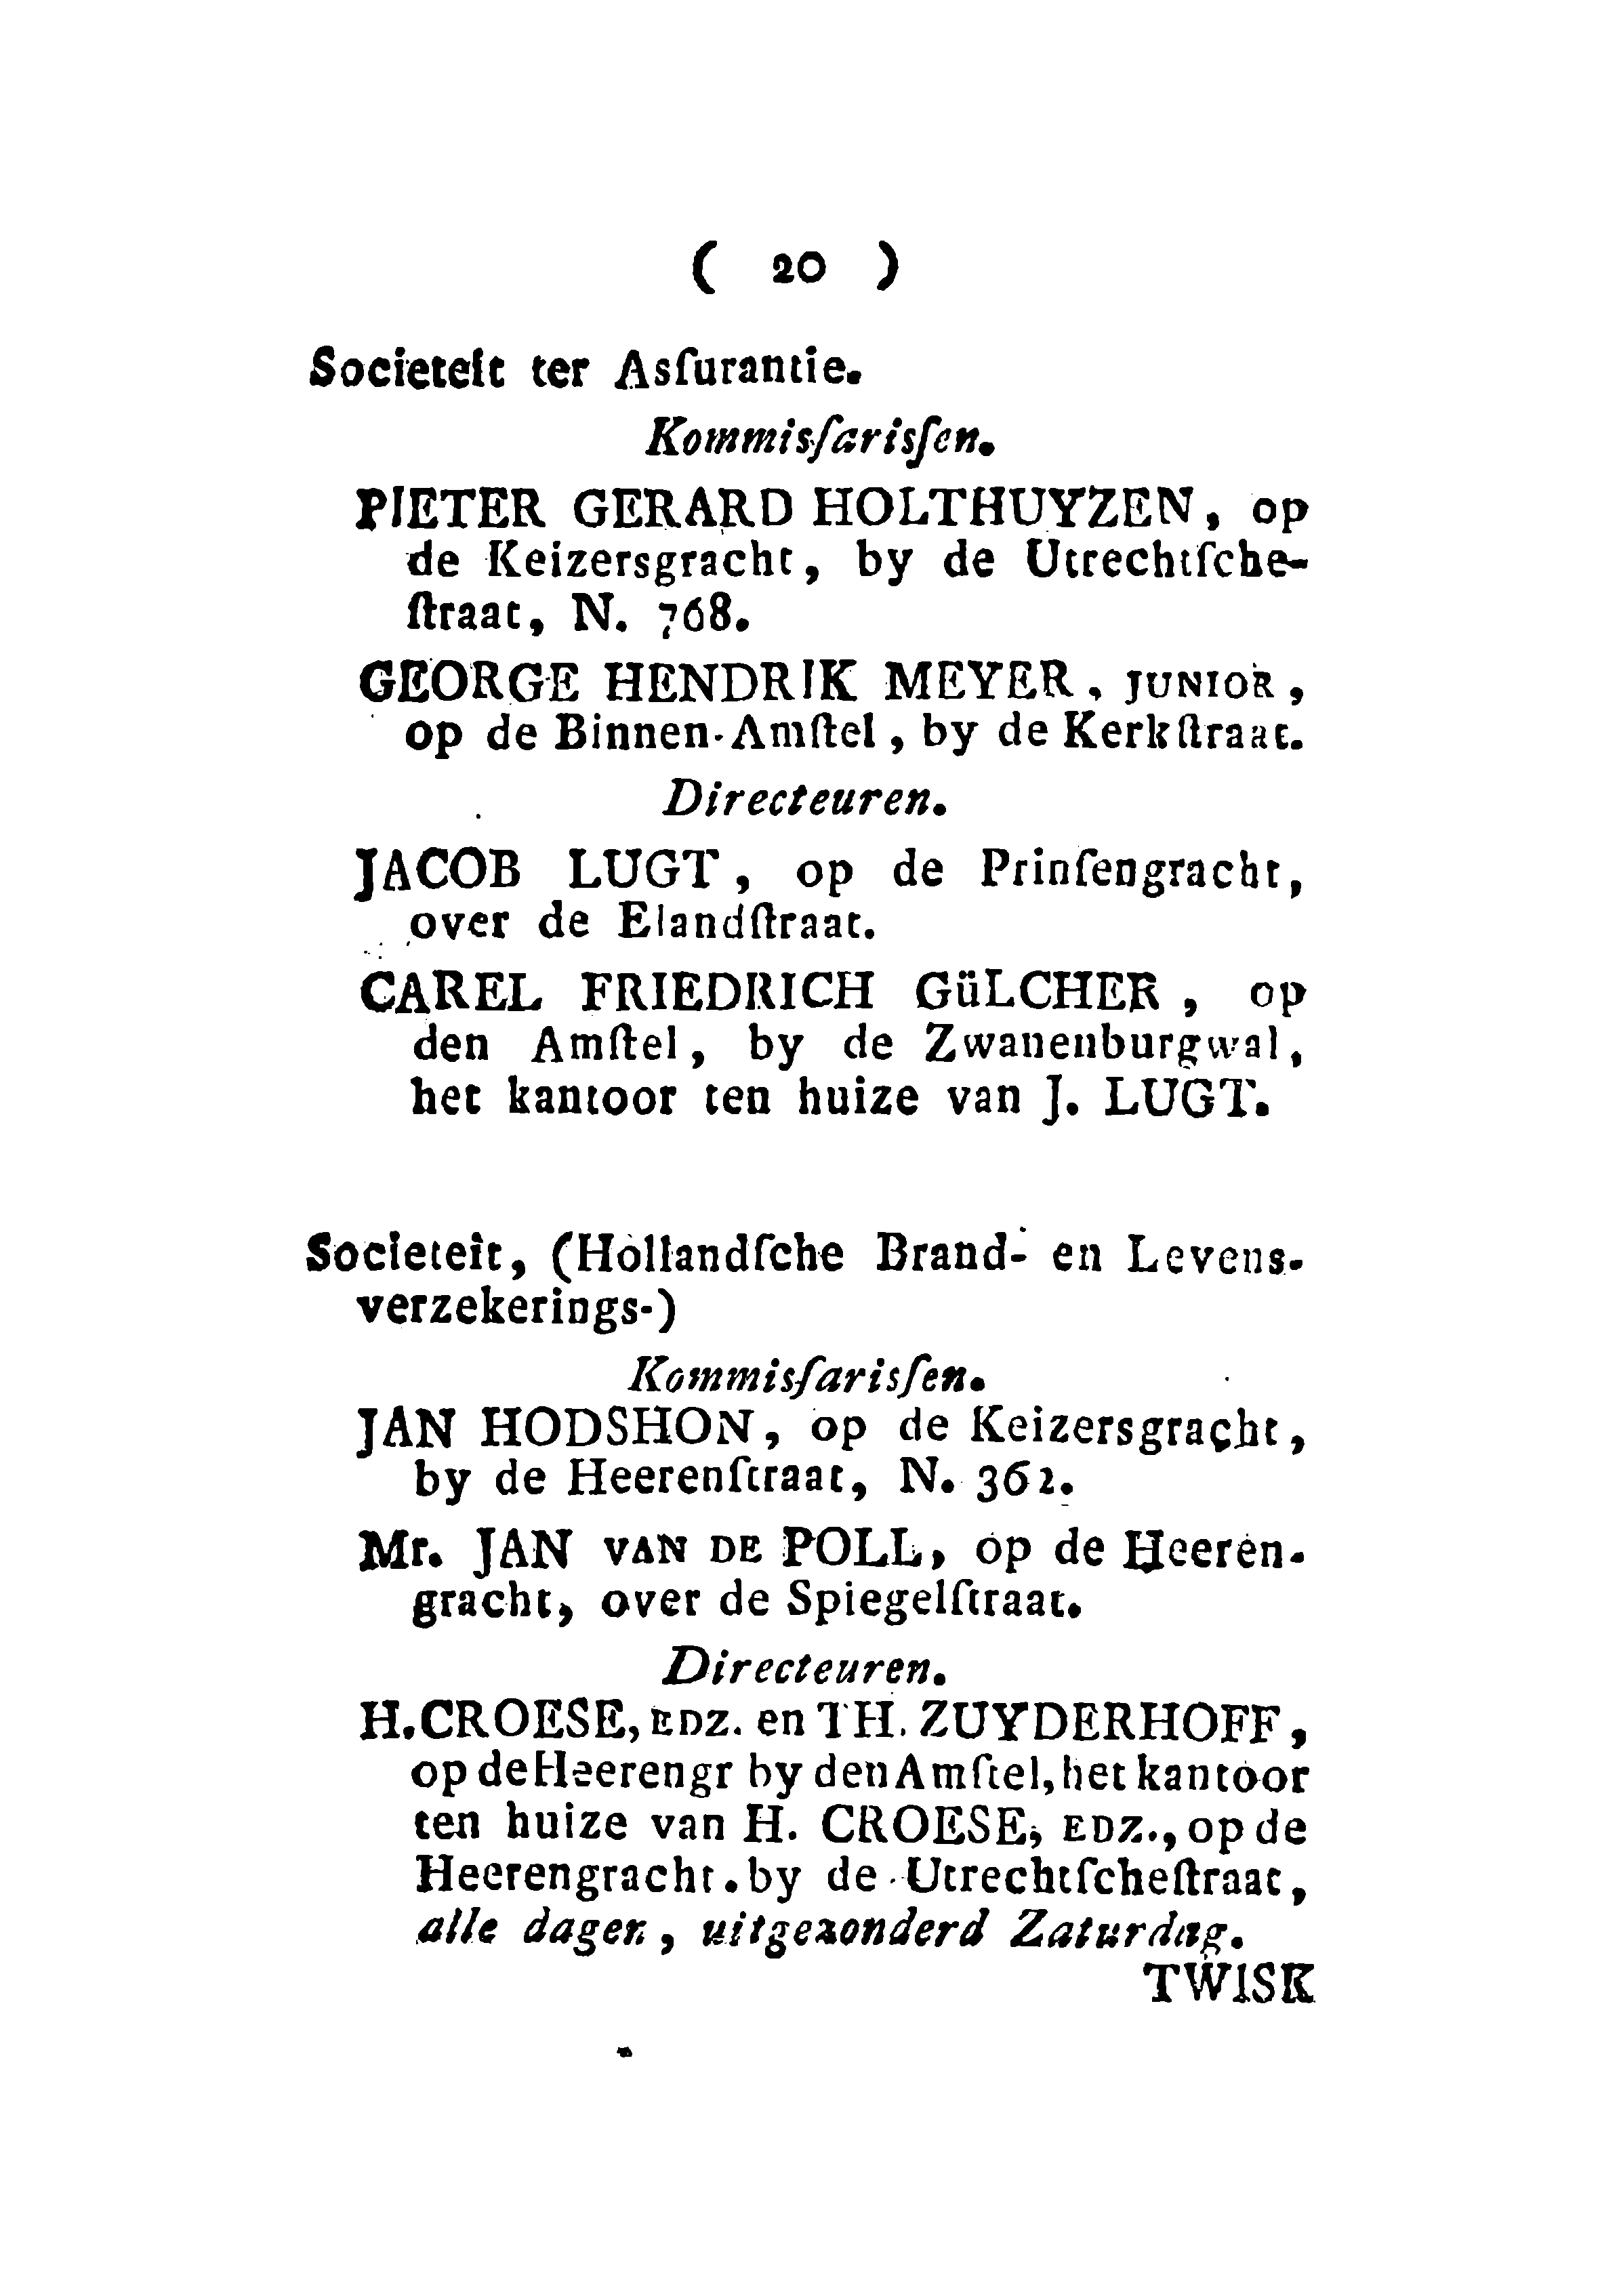 ( 20 )
Societeit ter Asſurantie.
Kommisſarisſen.
PIETER GERARD HOLTHUYZEN, op
de Keizersgracht, by de Utrechtſche-
ſtraat, N. 768.
GEORGE HENDRIK MEYER, JUNIOR,
op de Binnen-Amſtel, by de Kerkſtraat.
Directeuren.
JACOB LUGT, op de Prinſengracht,
over de Elandſtraat.
CAREL FRIEDRICH GüLCHER, op
den Amſtel, by de Zwanenburgwal,
het kantoor ten huize van J. LUGT.
Societeit, (Hollandſche Brand- en Levens-
verzekerings-)
Kommisſarisſen.
JAN HODSHON, op de Keizersgracht,
by de Heerenſtraat, N. 362.
Mr. JAN VAN DE POLL, op de Heeren-
gracht, over de Spiegelſtraat.
Directeuren.
H. CROESE, EDZ. en TH. ZUYDERHOFF,
op de Heerengr by den Amſtel, het kantoor
ten huize van H. CROESE, EDZ., op de
Heerengracht. by de Utrechtſcheſtraat,
alle dagen, uitgezonderd Zaturdag.
TWISK